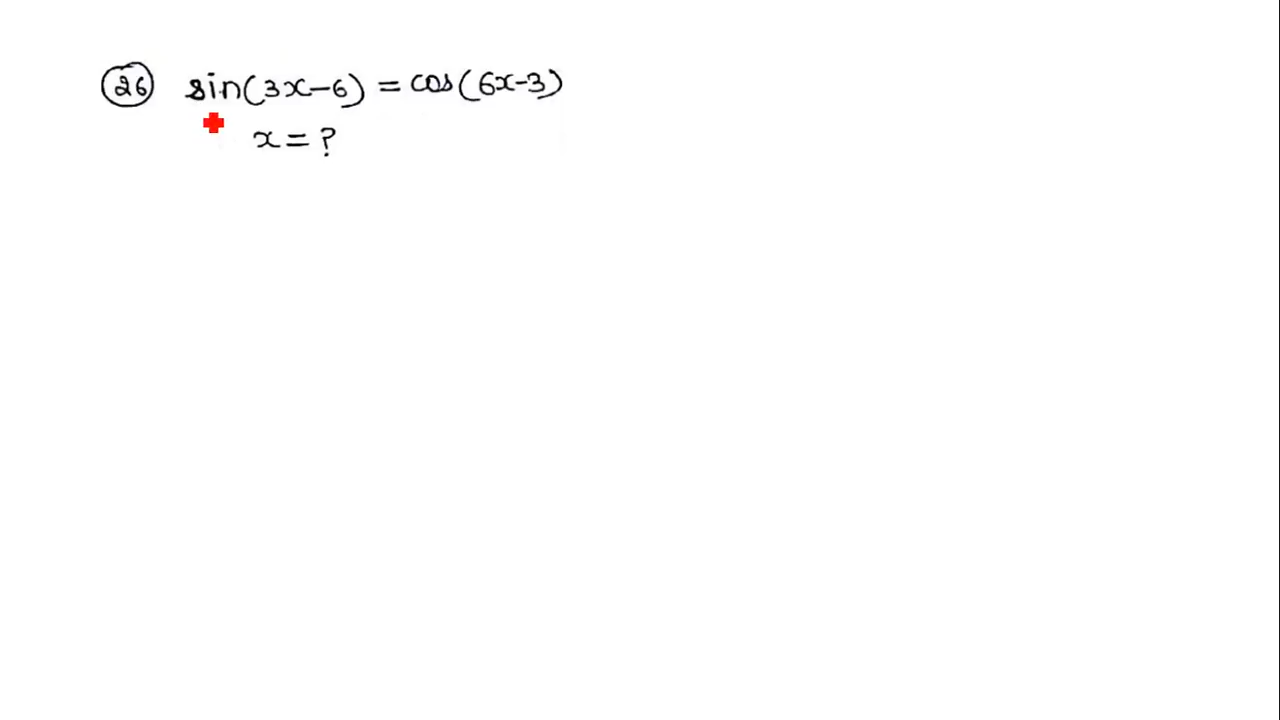 26 sin(3x-6) = cos(6x-3)
x = ?